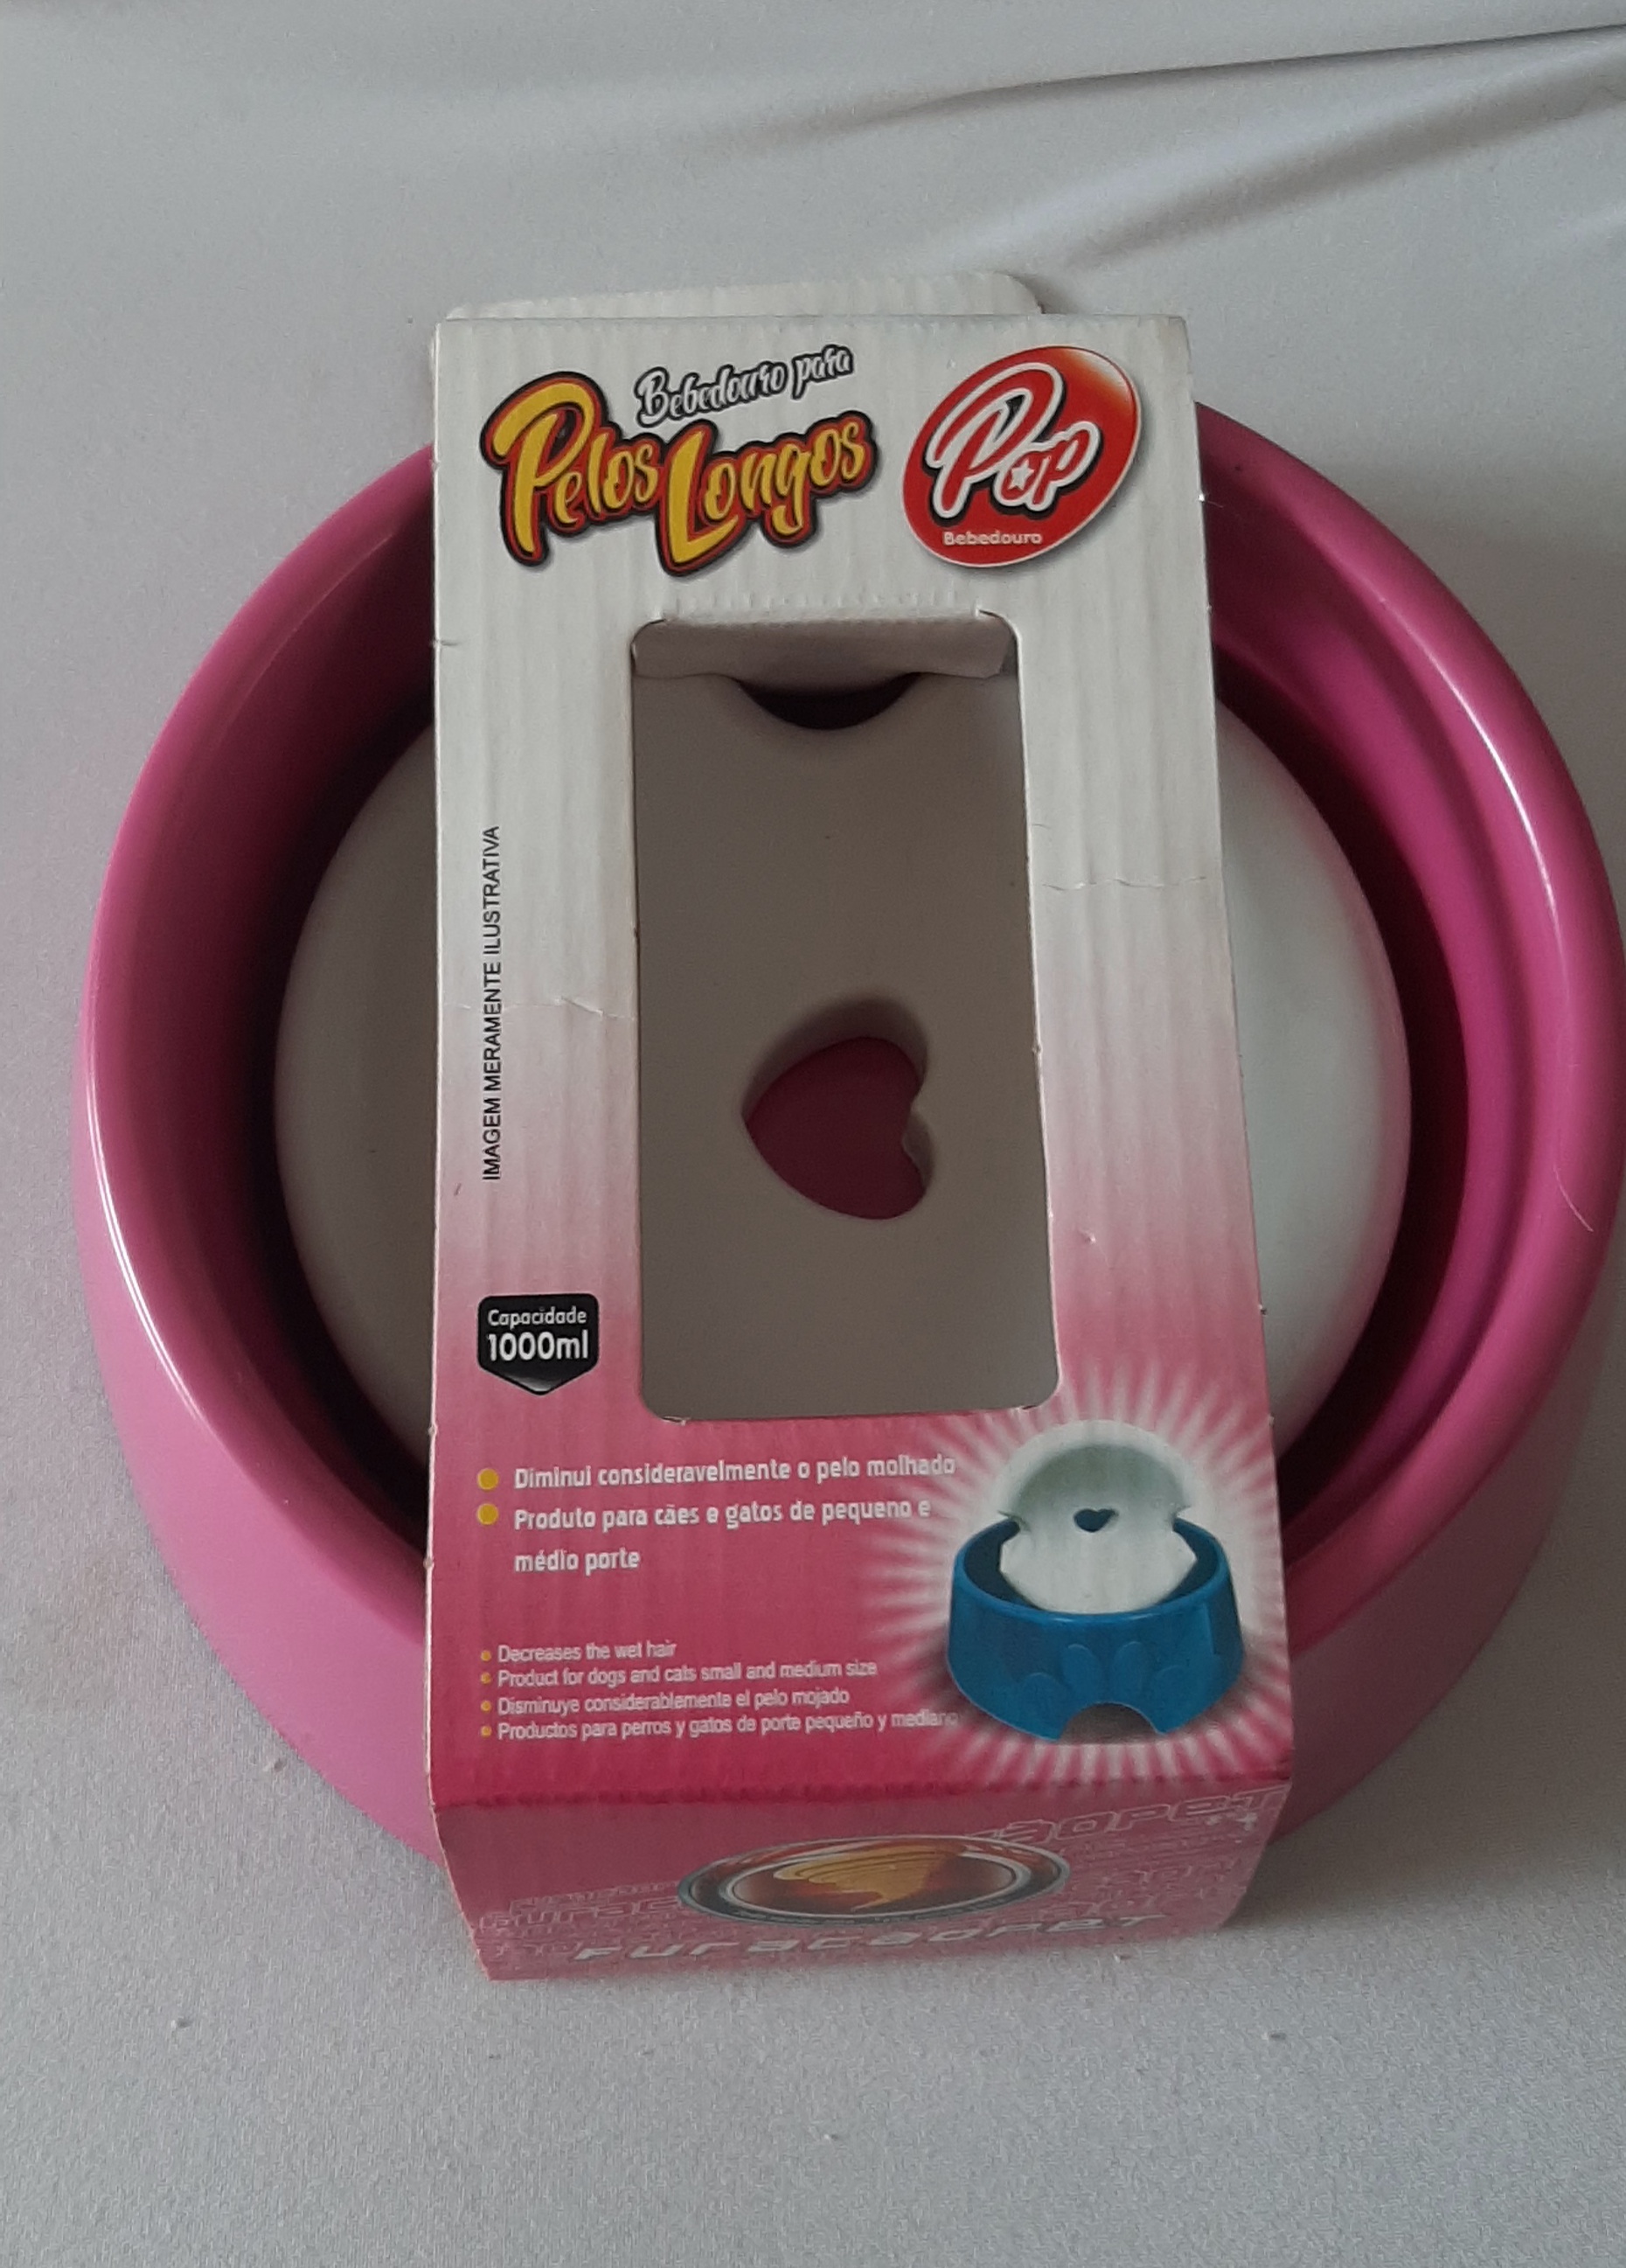 Bebedouro para
Pelos Longos
Pop
Bebedouro
IMAGEM MERAMENTE ILUSTRATIVA
Capacidade
1000ml
Diminui consideravelmente o pelo molhado
Produto para cães e gatos de pequeno e
médio porte
Decreases the wet hair
Product for dogs and cats small and medium size
Disminuye considerablemente el pelo mojado
Productos para perros y gatos de porte pequeño y mediano
FURACÃOPET